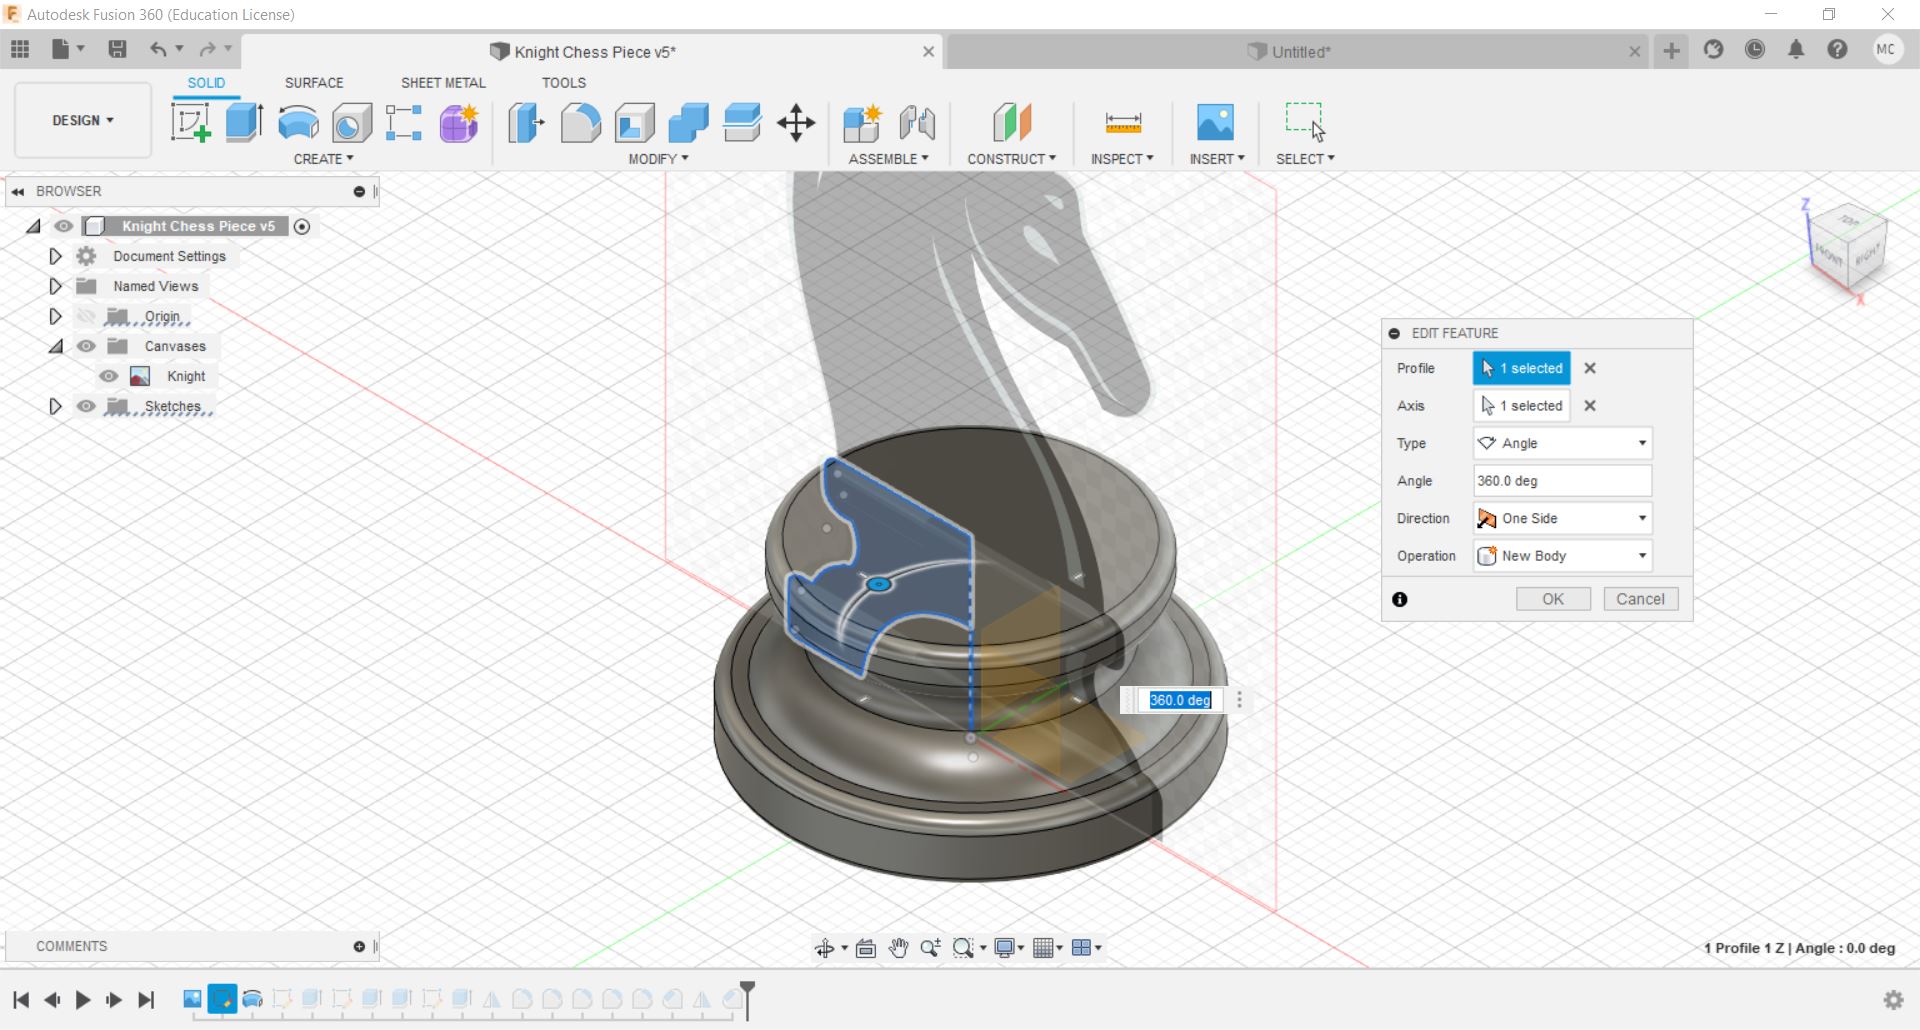 Autodesk Fusion 360 (Education License)
Knight Chess Piece v5*
Untitled*
MC
DESIGN
SOLID
SURFACE
SHEET METAL
TOOLS
CREATE
MODIFY
ASSEMBLE
CONSTRUCT
INSPECT
INSERT
SELECT
BROWSER
Knight Chess Piece v5
Document Settings
Named Views
Origin
Canvases
Knight
Sketches
Z
TOP
FRONT
RIGHT
X
EDIT FEATURE
Profile 1 selected
Axis 1 selected
Type Angle
Angle 360.0 deg
Direction One Side
Operation New Body
OK Cancel
360.0 deg
COMMENTS
1 Profile 1 Z | Angle : 0.0 deg